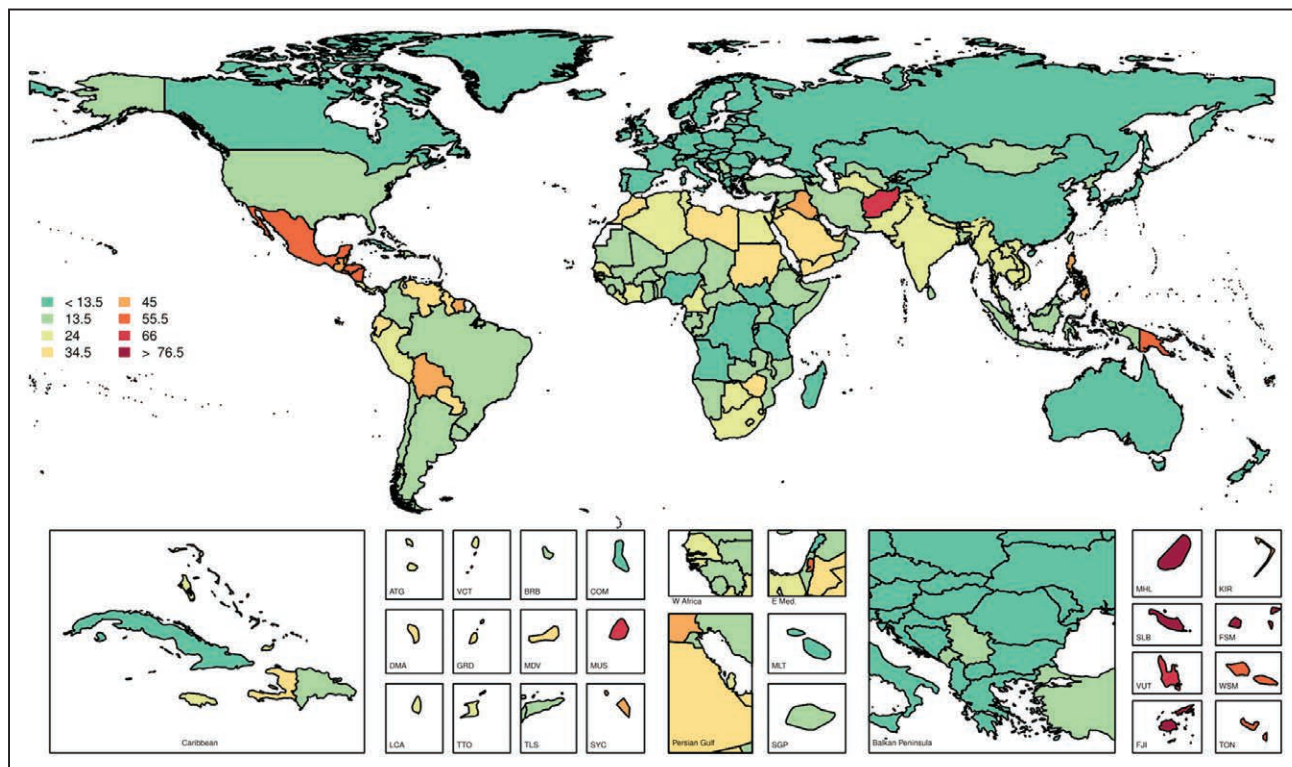 < 13.5 45
13.5 55.5
24 66
34.5 > 76.5
ATG VCT BRB COM
W Africa E Med.
MHL KIR
DMA GRD MDV MUS
MLT
SLB FSM
VUT WSM
LCA TTO TLS SYC
Caribbean
Persian Gulf
SGP
Balkan Peninsula
FJI TON